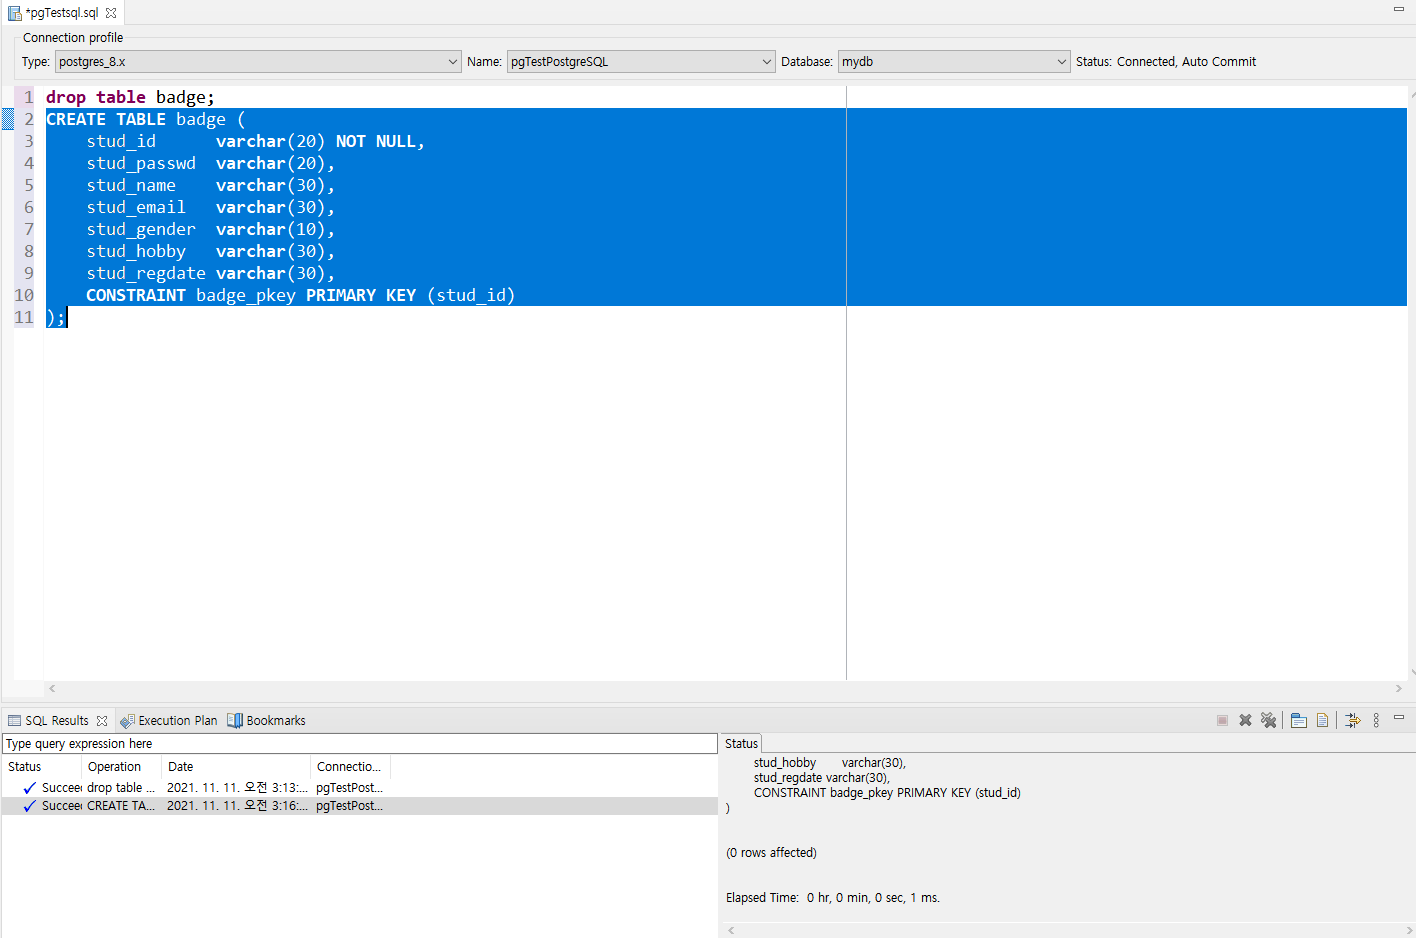 *pgTestsql.sql
Connection profile
Type: postgres_8.x Name: pgTestPostgreSQL Database: mydb Status: Connected, Auto Commit
1 drop table badge;
2 CREATE TABLE badge (
3 stud_id varchar(20) NOT NULL,
4 stud_passwd varchar(20),
5 stud_name varchar(30),
6 stud_email varchar(30),
7 stud_gender varchar(10),
8 stud_hobby varchar(30),
9 stud_regdate varchar(30),
10 CONSTRAINT badge_pkey PRIMARY KEY (stud_id)
11 );
SQL Results Execution Plan Bookmarks
Type query expression here
Status Operation Date Connectio...
Succee drop table ... 2021. 11. 11. 오전 3:13:... pgTestPost...
Succee CREATE TA... 2021. 11. 11. 오전 3:16:... pgTestPost...
Status
stud_hobby varchar(30),
stud_regdate varchar(30),
CONSTRAINT badge_pkey PRIMARY KEY (stud_id)
)
(0 rows affected)
Elapsed Time: 0 hr, 0 min, 0 sec, 1 ms.